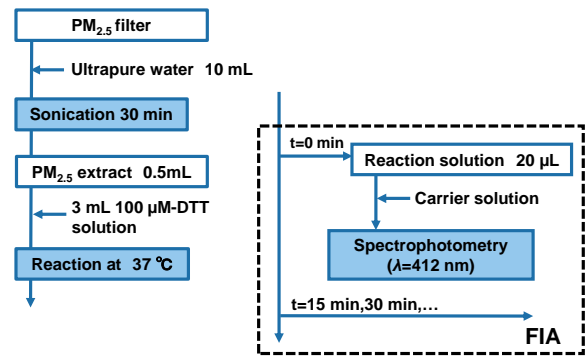 PM2.5 filter
Ultrapure water 10 mL
Sonication 30 min
PM2.5 extract 0.5mL
3 mL 100 μM-DTT
solution
Reaction at 37 ℃
t=0 min
Reaction solution 20 μL
Carrier solution
Spectrophotometry
(λ=412 nm)
t=15 min,30 min,…
FIA